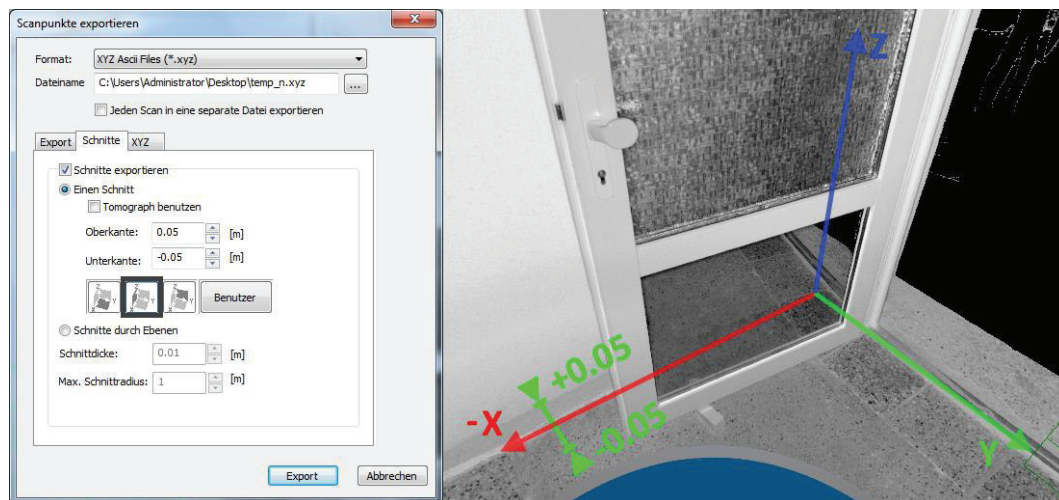 Scanpunkte exportieren
Format: XYZ Ascii Files (*.xyz)
Dateiname C:\Users\Administrator\Desktop\temp_n.xyz ...
Jeden Scan in eine separate Datei exportieren
Export Schnitte XYZ
Schnitte exportieren
Einen Schnitt
Tomograph benutzen
Oberkante: 0.05 [m]
Unterkante: -0.05 [m]
Benutzer
Schnitte durch Ebenen
Schnittdicke: 0.01 [m]
Max. Schnittradius: 1 [m]
Export Abbrechen
Z
+0.05
-X
-0.05
y